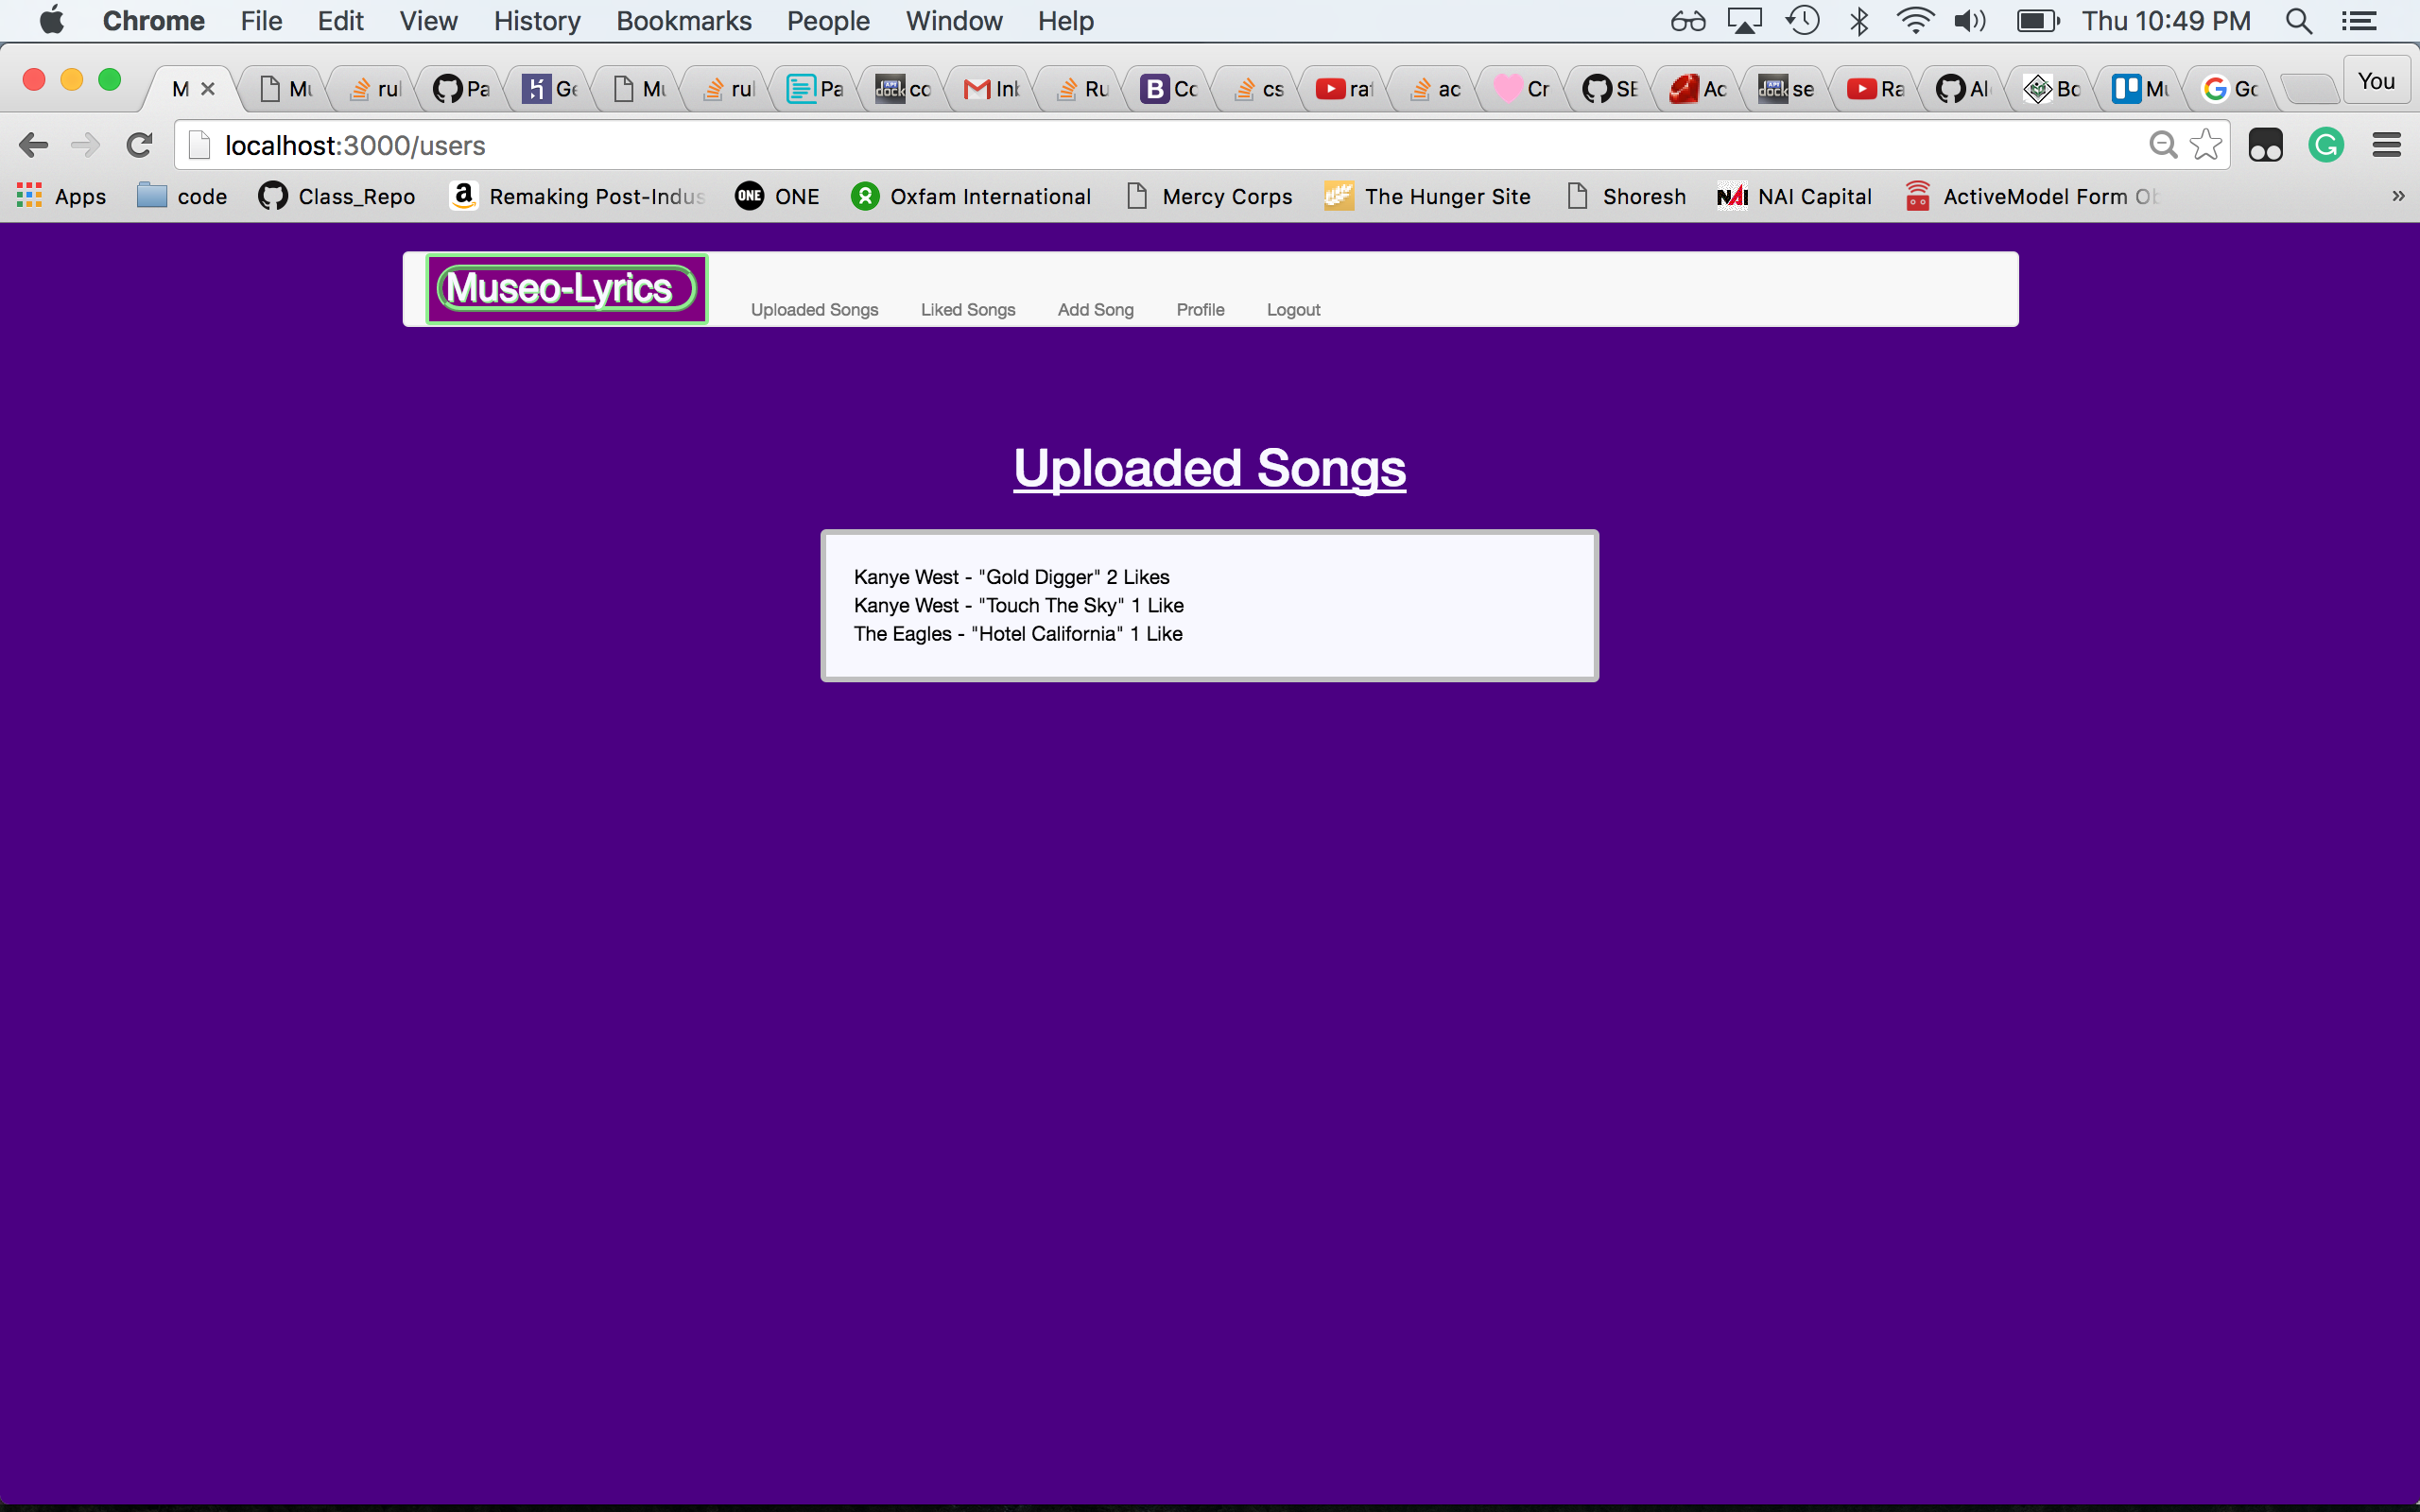 Chrome File Edit View History Bookmarks People Window Help Thu 10:49 PM
M Mu rul Pa Ge Mu rul Pa co In Ru Co cs raf ac Cr SE Ac se Ra Al Bo Mu Go You
localhost:3000/users
Apps code Class_Repo Remaking Post-Indus ONE Oxfam International Mercy Corps The Hunger Site Shoresh NAI Capital ActiveModel Form Ob »
Museo-Lyrics Uploaded Songs Liked Songs Add Song Profile Logout
Uploaded Songs
Kanye West - "Gold Digger" 2 Likes
Kanye West - "Touch The Sky" 1 Like
The Eagles - "Hotel California" 1 Like